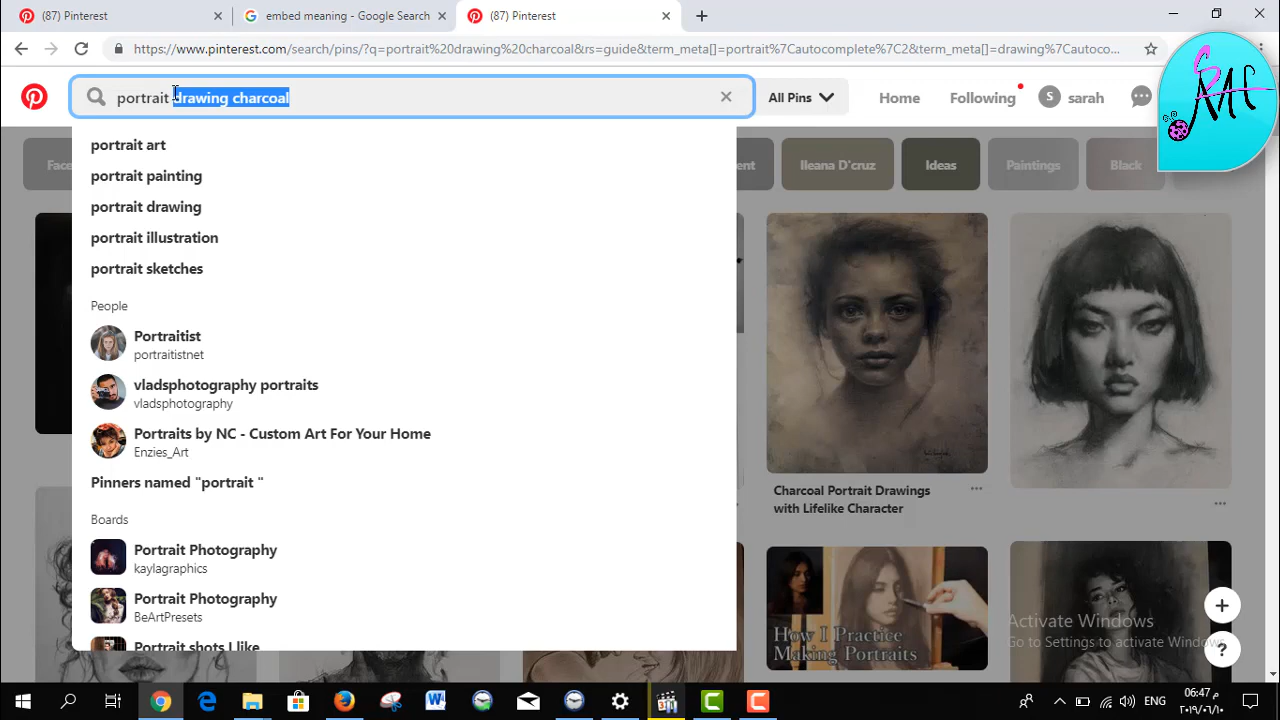 (87) Pinterest
embed meaning - Google Search
(87) Pinterest
https://www.pinterest.com/search/pins/?q=portrait%20drawing%20charcoal&rs=guide&term_meta[]=portrait%7Cautocomplete%7C2&term_meta[]=drawing%7Cautoco...
portrait drawing charcoal
All Pins
Home
Following
S
sarah
portrait art
portrait painting
portrait drawing
portrait illustration
portrait sketches
People
Portraitist
portraitistnet
vladsphotography portraits
vladsphotography
Portraits by NC - Custom Art For Your Home
Enzies_Art
Pinners named "portrait "
Boards
Portrait Photography
kaylagraphics
Portrait Photography
BeArtPresets
Portrait shots I like
Ileana D'cruz
Ideas
Paintings
Black
Charcoal Portrait Drawings
with Lifelike Character
How I Practice
Making Portraits
Activate Windows
Go to Settings to activate Windows
ENG
06:47 م
٢٠١٩/٠٦/١٠